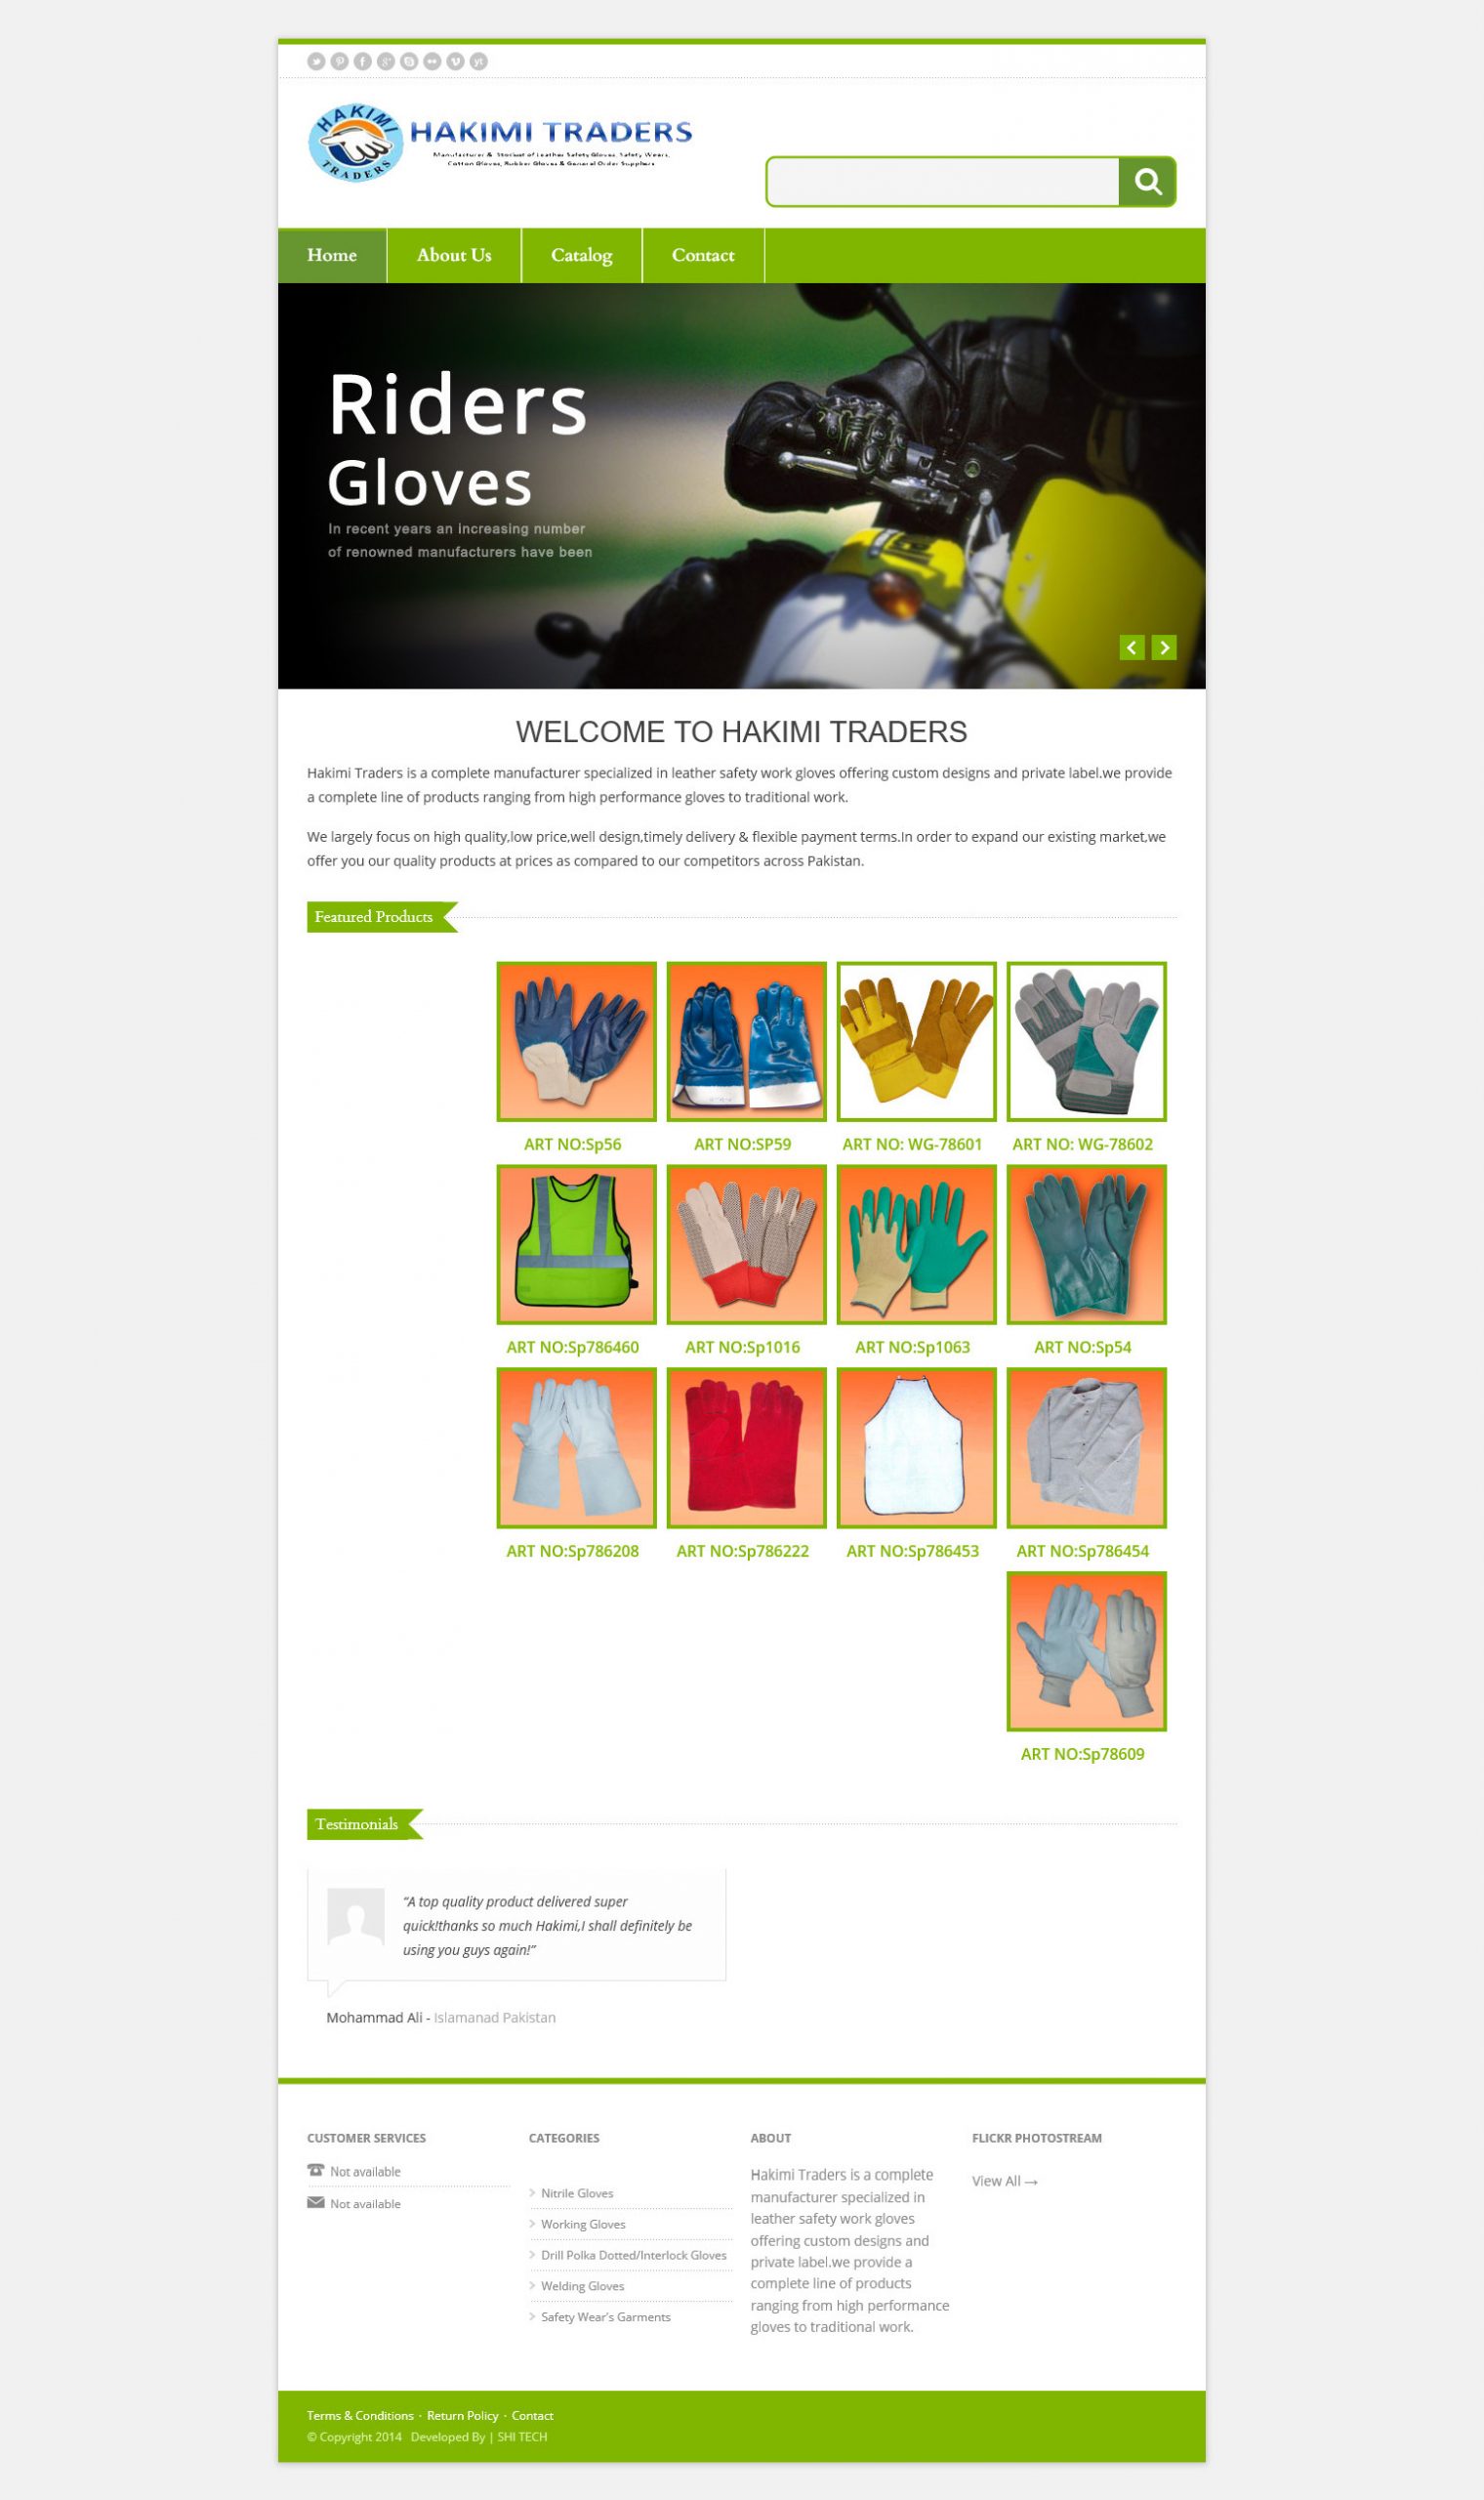 HAKIMI TRADERS
HAKIMI TRADERS
Manufacturer & Storkest of Leather Safety Gloves, Safety Wears,
Cotton Gloves, Rubber Gloves & General Order Suppliers
Home
About Us
Catalog
Contact
Riders
Gloves
In recent years an increasing number
of renowned manufacturers have been
WELCOME TO HAKIMI TRADERS
Hakimi Traders is a complete manufacturer specialized in leather safety work gloves offering custom designs and private label.we provide
a complete line of products ranging from high performance gloves to traditional work.
We largely focus on high quality,low price,well design,timely delivery & flexible payment terms.In order to expand our existing market,we
offer you our quality products at prices as compared to our competitors across Pakistan.
Featured Products
ART NO:Sp56
ART NO:SP59
ART NO: WG-78601
ART NO: WG-78602
ART NO:Sp786460
ART NO:Sp1016
ART NO:Sp1063
ART NO:Sp54
ART NO:Sp786208
ART NO:Sp786222
ART NO:Sp786453
ART NO:Sp786454
ART NO:Sp78609
Testimonials
“A top quality product delivered super
quick!thanks so much Hakimi,I shall definitely be
using you guys again!”
Mohammad Ali - Islamanad Pakistan
CUSTOMER SERVICES
Not available
Not available
CATEGORIES
Nitrile Gloves
Working Gloves
Drill Polka Dotted/Interlock Gloves
Welding Gloves
Safety Wear's Garments
ABOUT
Hakimi Traders is a complete
manufacturer specialized in
leather safety work gloves
offering custom designs and
private label.we provide a
complete line of products
ranging from high performance
gloves to traditional work.
FLICKR PHOTOSTREAM
View All →
Terms & Conditions · Return Policy · Contact
© Copyright 2014 Developed By | SHI TECH